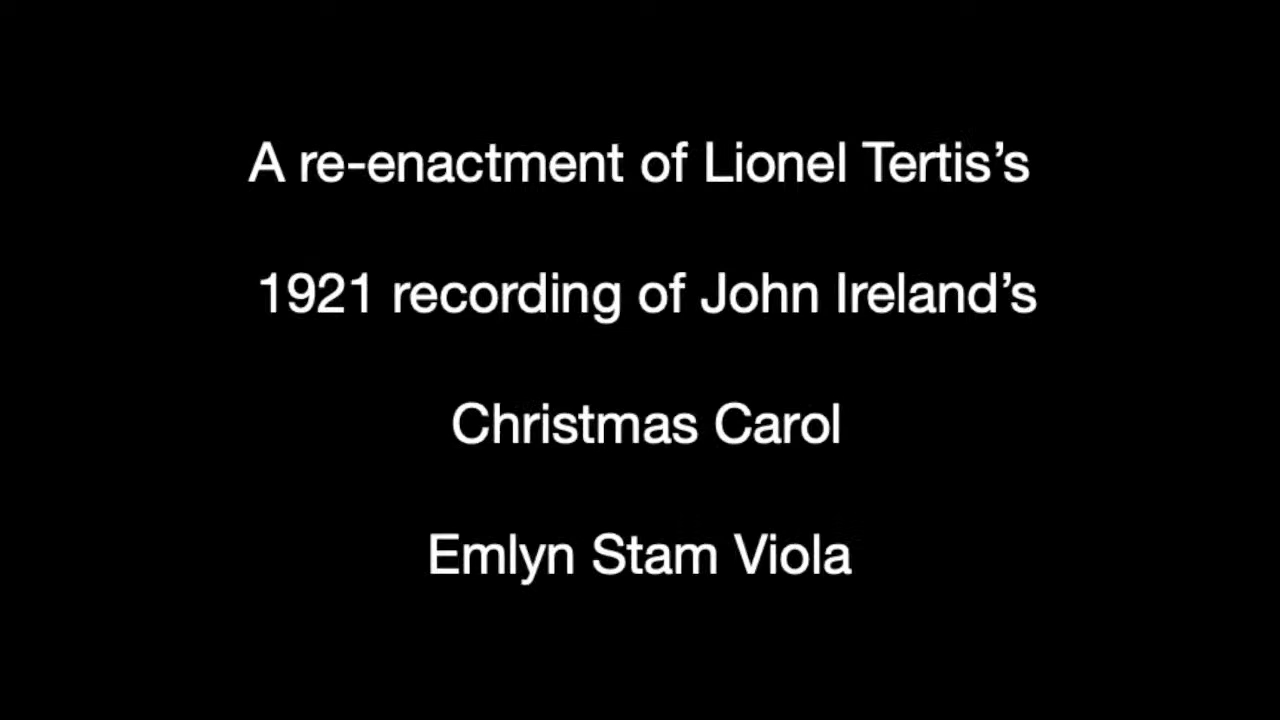 A re-enactment of Lionel Tertis’s
1921 recording of John Ireland’s
Christmas Carol
Emlyn Stam Viola